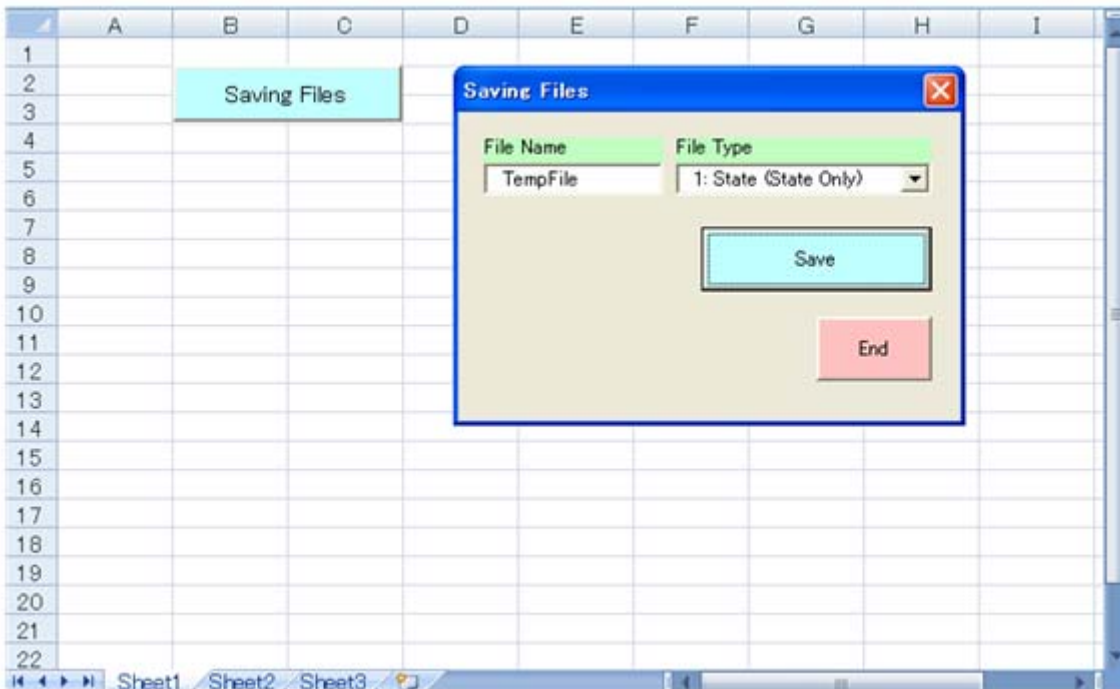 A B C D E F G H I
1
2
3
4
5
6
7
8
9
10
11
12
13
14
15
16
17
18
19
20
21
22
Saving Files
Saving Files
File Name File Type
TempFile 1: State (State Only)
Save
End
Sheet1 Sheet2 Sheet3